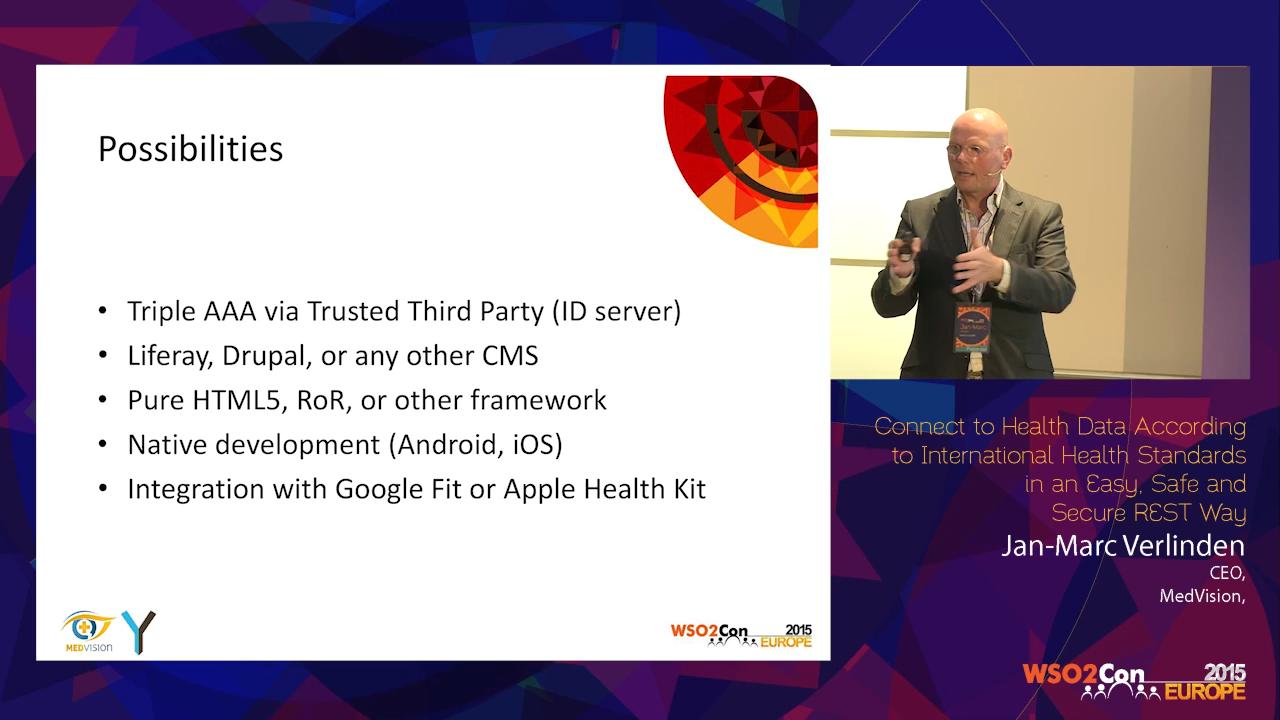 Possibilities
• Triple AAA via Trusted Third Party (ID server)
• Liferay, Drupal, or any other CMS
• Pure HTML5, RoR, or other framework
• Native development (Android, iOS)
• Integration with Google Fit or Apple Health Kit
MEDVISION
WSO2Con 2015
EUROPE
Jan-Marc
Connect to Health Data According
to International Health Standards
in an Easy, Safe and
Secure REST Way
Jan-Marc Verlinden
CEO,
MedVision,
WSO2Con 2015
EUROPE